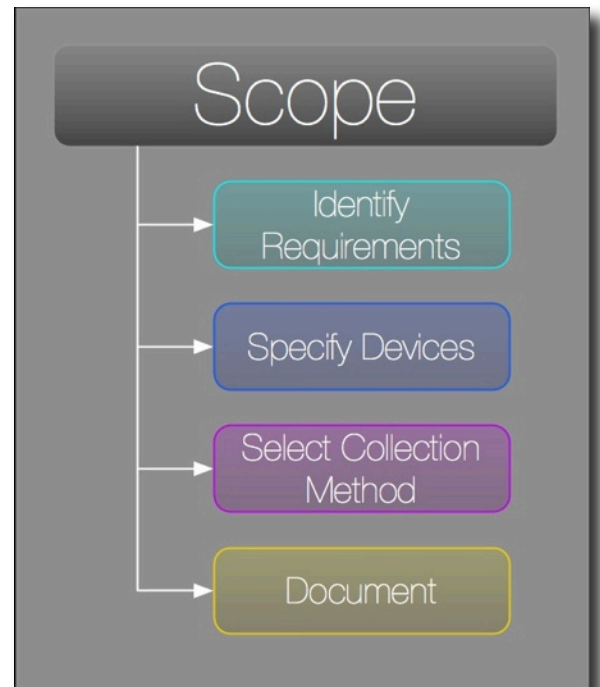 Scope
Identify
Requirements
Specify Devices
Select Collection
Method
Document